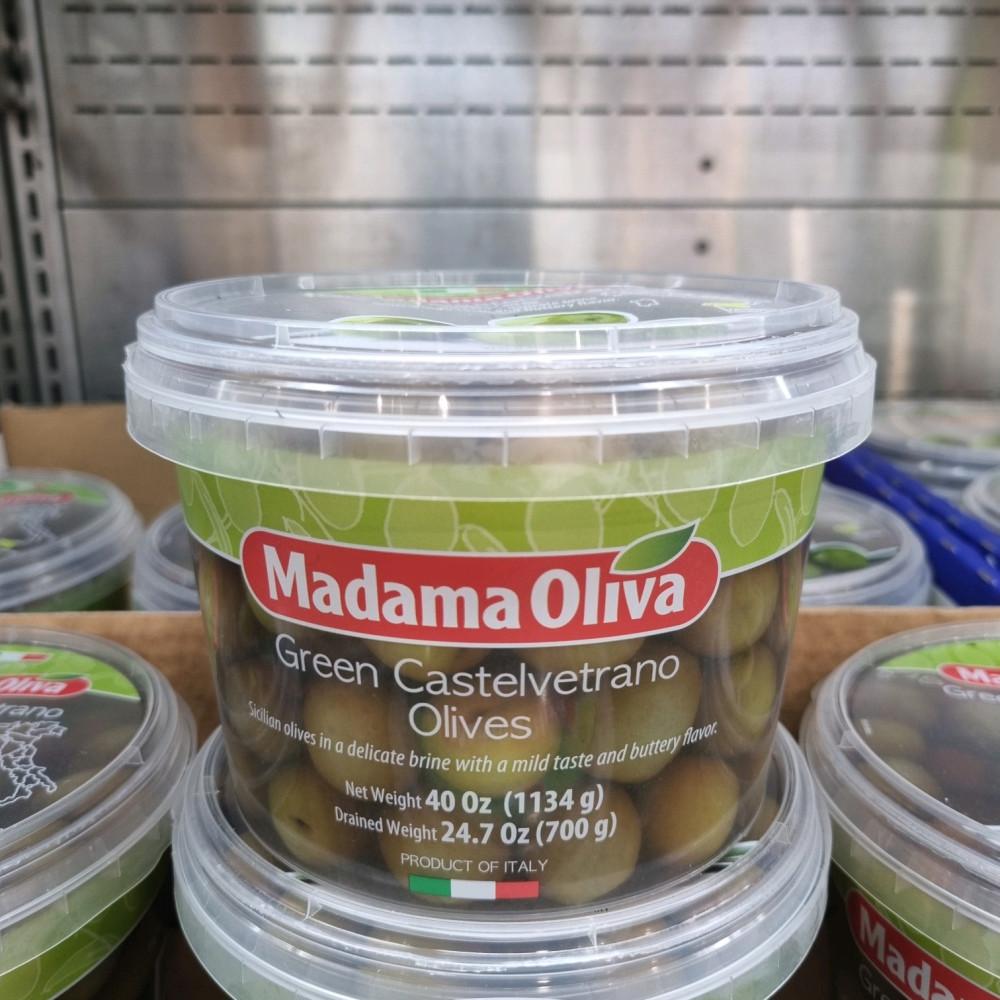 Madama Oliva
Green Castelvetrano
Olives
Sicilian olives in a delicate brine with a mild taste and buttery flavor.
Net Weight 40 Oz (1134 g)
Drained Weight 24.7 Oz (700 g)
PRODUCT OF ITALY
Oliva